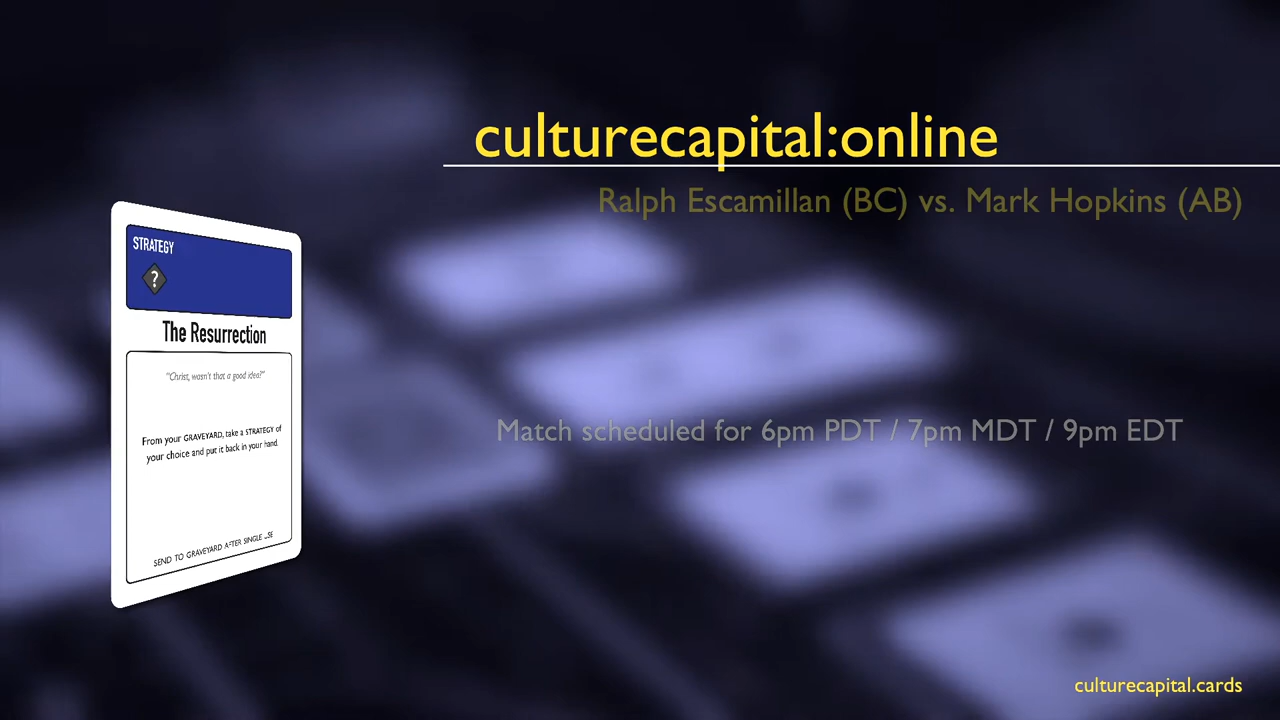 culturecapital:online
Ralph Escamillan (BC) vs. Mark Hopkins (AB)
STRATEGY
?
The Resurrection
"Christ, wasn't that a good idea?"
From your GRAVEYARD, take a STRATEGY of
your choice and put it back in your hand.
SEND TO GRAVEYARD AFTER SINGLE USE
Match scheduled for 6pm PDT / 7pm MDT / 9pm EDT
culturecapital.cards